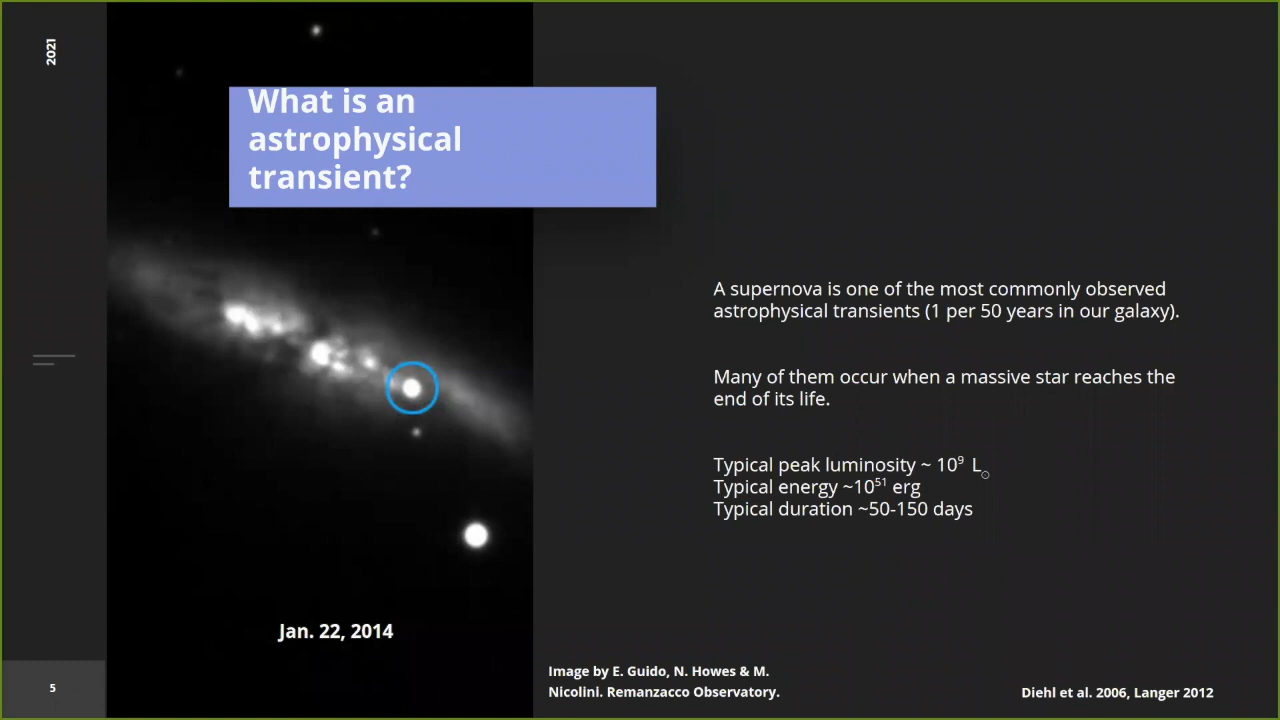 2021
What is an
astrophysical
transient?
A supernova is one of the most commonly observed
astrophysical transients (1 per 50 years in our galaxy).
Many of them occur when a massive star reaches the
end of its life.
Typical peak luminosity ~ 10⁹ L☉
Typical energy ~10⁵¹ erg
Typical duration ~50-150 days
Jan. 22, 2014
Image by E. Guido, N. Howes & M.
Nicolini. Remanzacco Observatory.
Diehl et al. 2006, Langer 2012
5